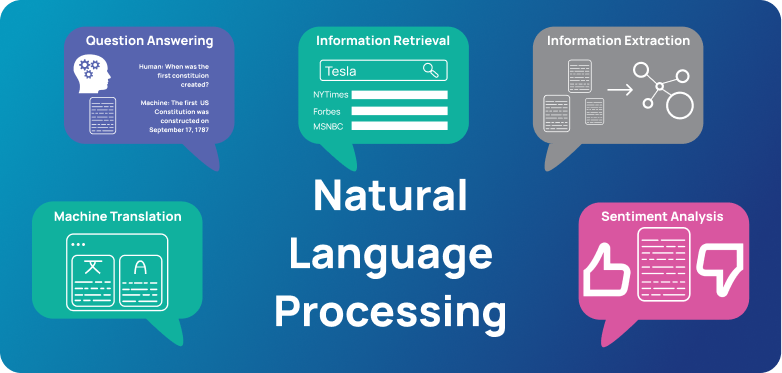 Question Answering
Human: When was the
first constituion
created?
Machine: The first US
Constitution was
constructed on
September 17, 1787
Information Retrieval
Tesla
NYTimes
Forbes
MSNBC
Information Extraction
Natural
Language
Processing
Machine Translation
文 A
Sentiment Analysis